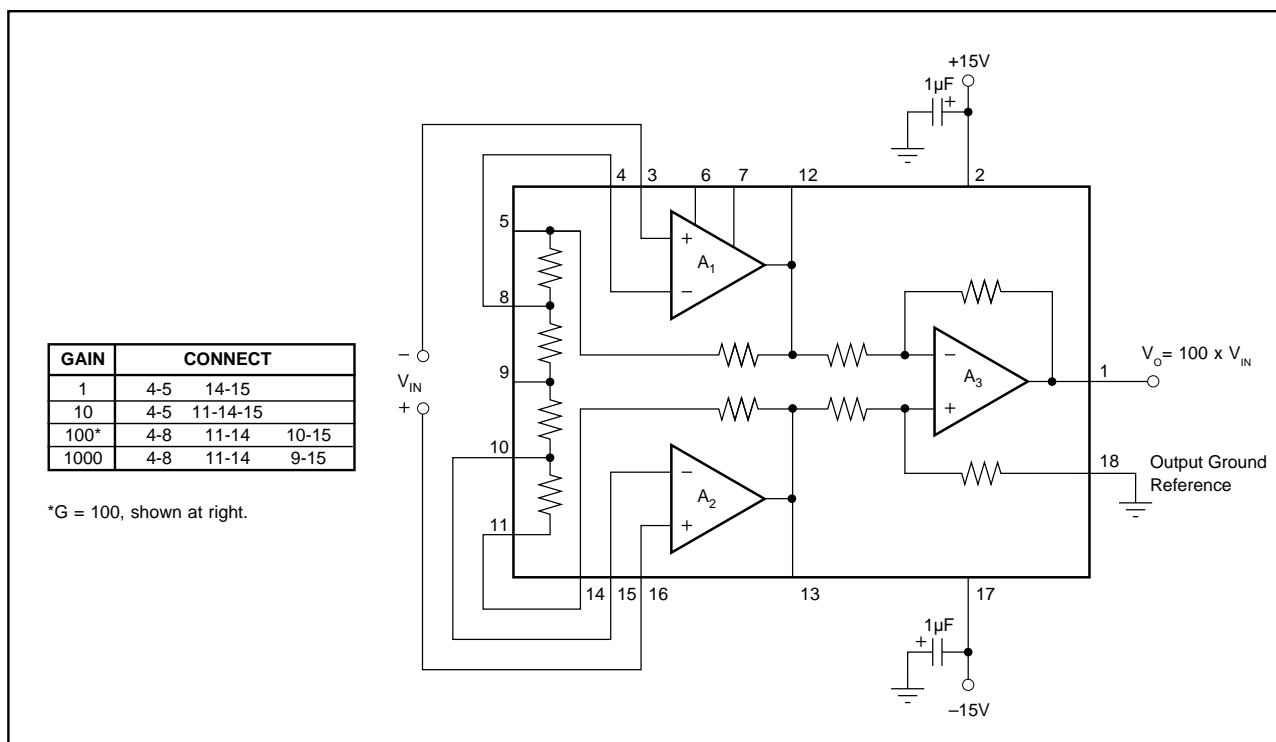 +15V
1µF
+
4 3 6 7 12 2
5
+
A1
−
8
GAIN CONNECT
1 4-5 14-15
10 4-5 11-14-15
100* 4-8 11-14 10-15
1000 4-8 11-14 9-15
*G = 100, shown at right.
−
VIN
+
9
−
A3
+
1
VO= 100 x VIN
10
−
A2
+
18
Output Ground
Reference
11
14 15 16 13 17
1µF
+
–15V